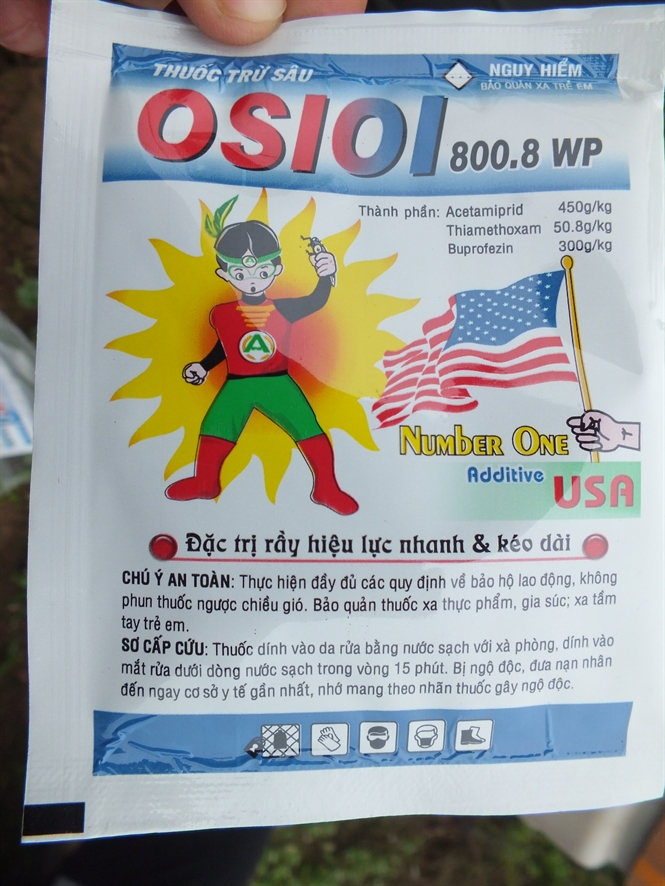 THUỐC TRỪ SÂU
NGUY HIỂM
BẢO QUẢN XA TRẺ EM
OSIOI 800.8 WP
Thành phần: Acetamiprid 450g/kg
Thiamethoxam 50.8g/kg
Buprofezin 300g/kg
A
A
NUMBER ONE
Additive USA
Đặc trị rầy hiệu lực nhanh & kéo dài
CHÚ Ý AN TOÀN: Thực hiện đầy đủ các quy định về bảo hộ lao động, không
phun thuốc ngược chiều gió. Bảo quản thuốc xa thực phẩm, gia súc; xa tầm
tay trẻ em.
SƠ CẤP CỨU: Thuốc dính vào da rửa bằng nước sạch với xà phòng, dính vào
mắt rửa dưới dòng nước sạch trong vòng 15 phút. Bị ngộ độc, đưa nạn nhân
đến ngay cơ sở y tế gần nhất, nhớ mang theo nhãn thuốc gây ngộ độc.